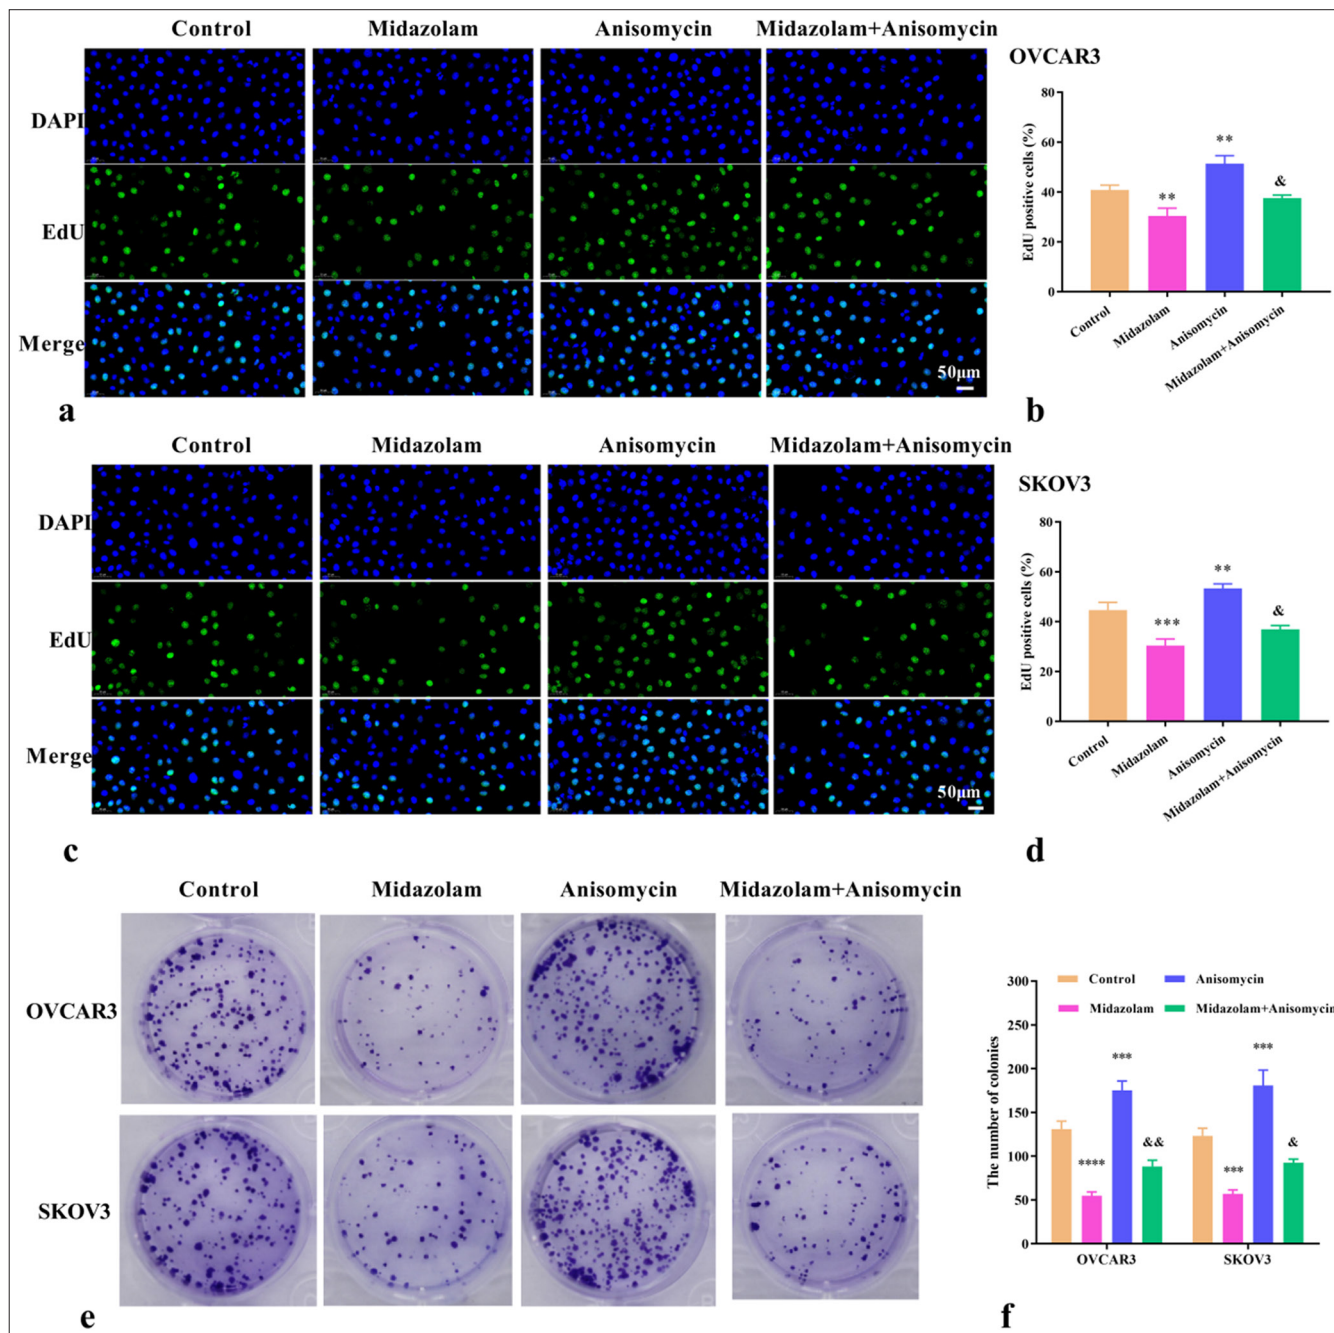 Control Midazolam Anisomycin Midazolam+Anisomycin
DAPI
EdU
Merge
50μm
a
OVCAR3
EdU positive cells (%)
80
60
40
20
0
**
**
&
Control
Midazolam
Anisomycin
Midazolam+Anisomycin
b
Control Midazolam Anisomycin Midazolam+Anisomycin
DAPI
EdU
Merge
50μm
c
SKOV3
EdU positive cells (%)
80
60
40
20
0
***
**
&
Control
Midazolam
Anisomycin
Midazolam+Anisomycin
d
Control Midazolam Anisomycin Midazolam+Anisomycin
OVCAR3
SKOV3
e
Control Anisomycin
Midazolam Midazolam+Anisomycin
The number of colonies
300
250
200
150
100
50
0
****
***
&&
***
***
&
OVCAR3 SKOV3
f